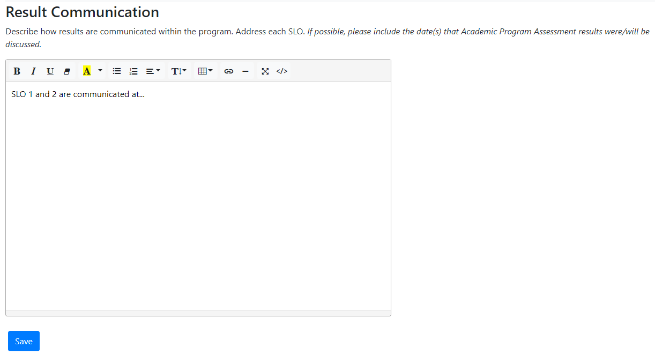 Result Communication
Describe how results are communicated within the program. Address each SLO. If possible, please include the date(s) that Academic Program Assessment results were/will be
discussed.
B I U A T </>
SLO 1 and 2 are communicated at...
Save